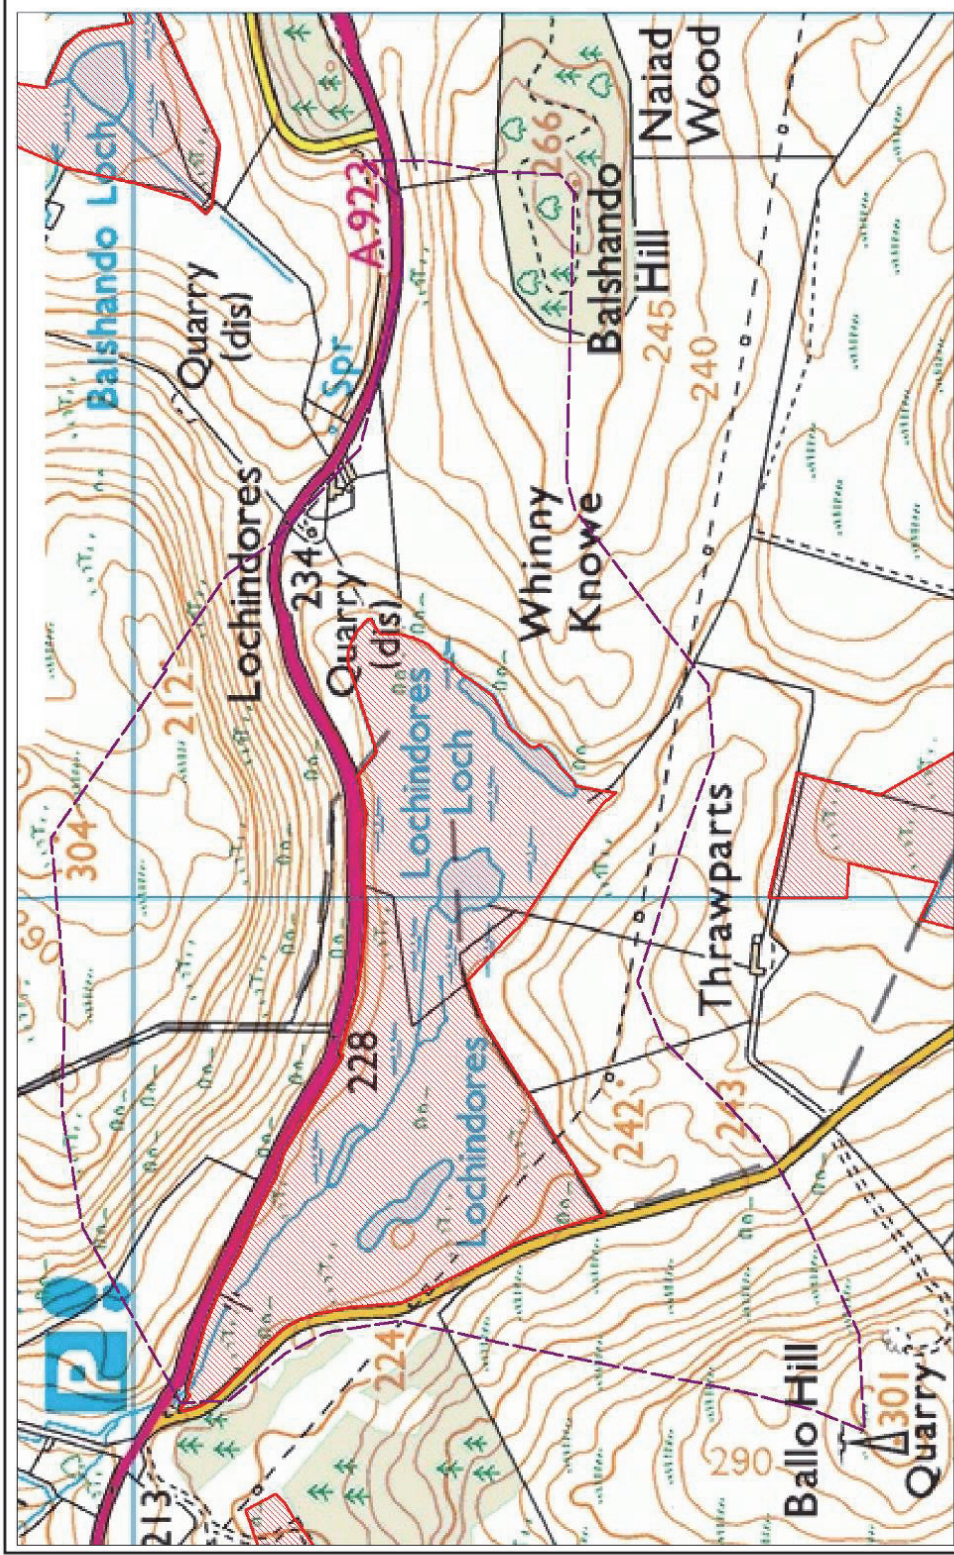 Balshando Loch
Quarry
(dis)
A 923
Spr
Naiad
Wood
266
Balshando
Hill
245
240
Lochindores
234
Quarry
(dis)
Whinny
Knowe
212
304
290
Lochindores
Loch
Thrawparts
228
Lochindores
242
243
P
224
213
Ballo Hill
290
301
Quarry